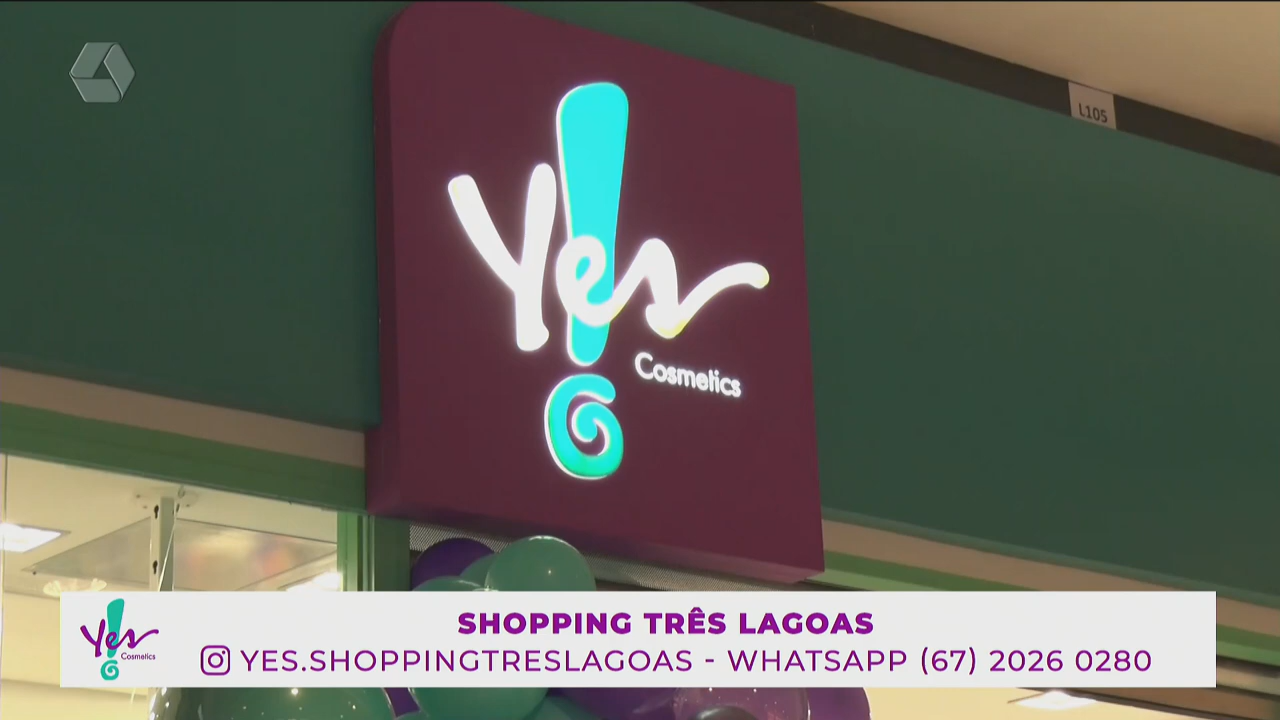 L105
Yes!
Cosmetics
SHOPPING TRÊS LAGOAS
Yes!
Cosmetics
YES.SHOPPINGTRESLAGOAS - WHATSAPP (67) 2026 0280